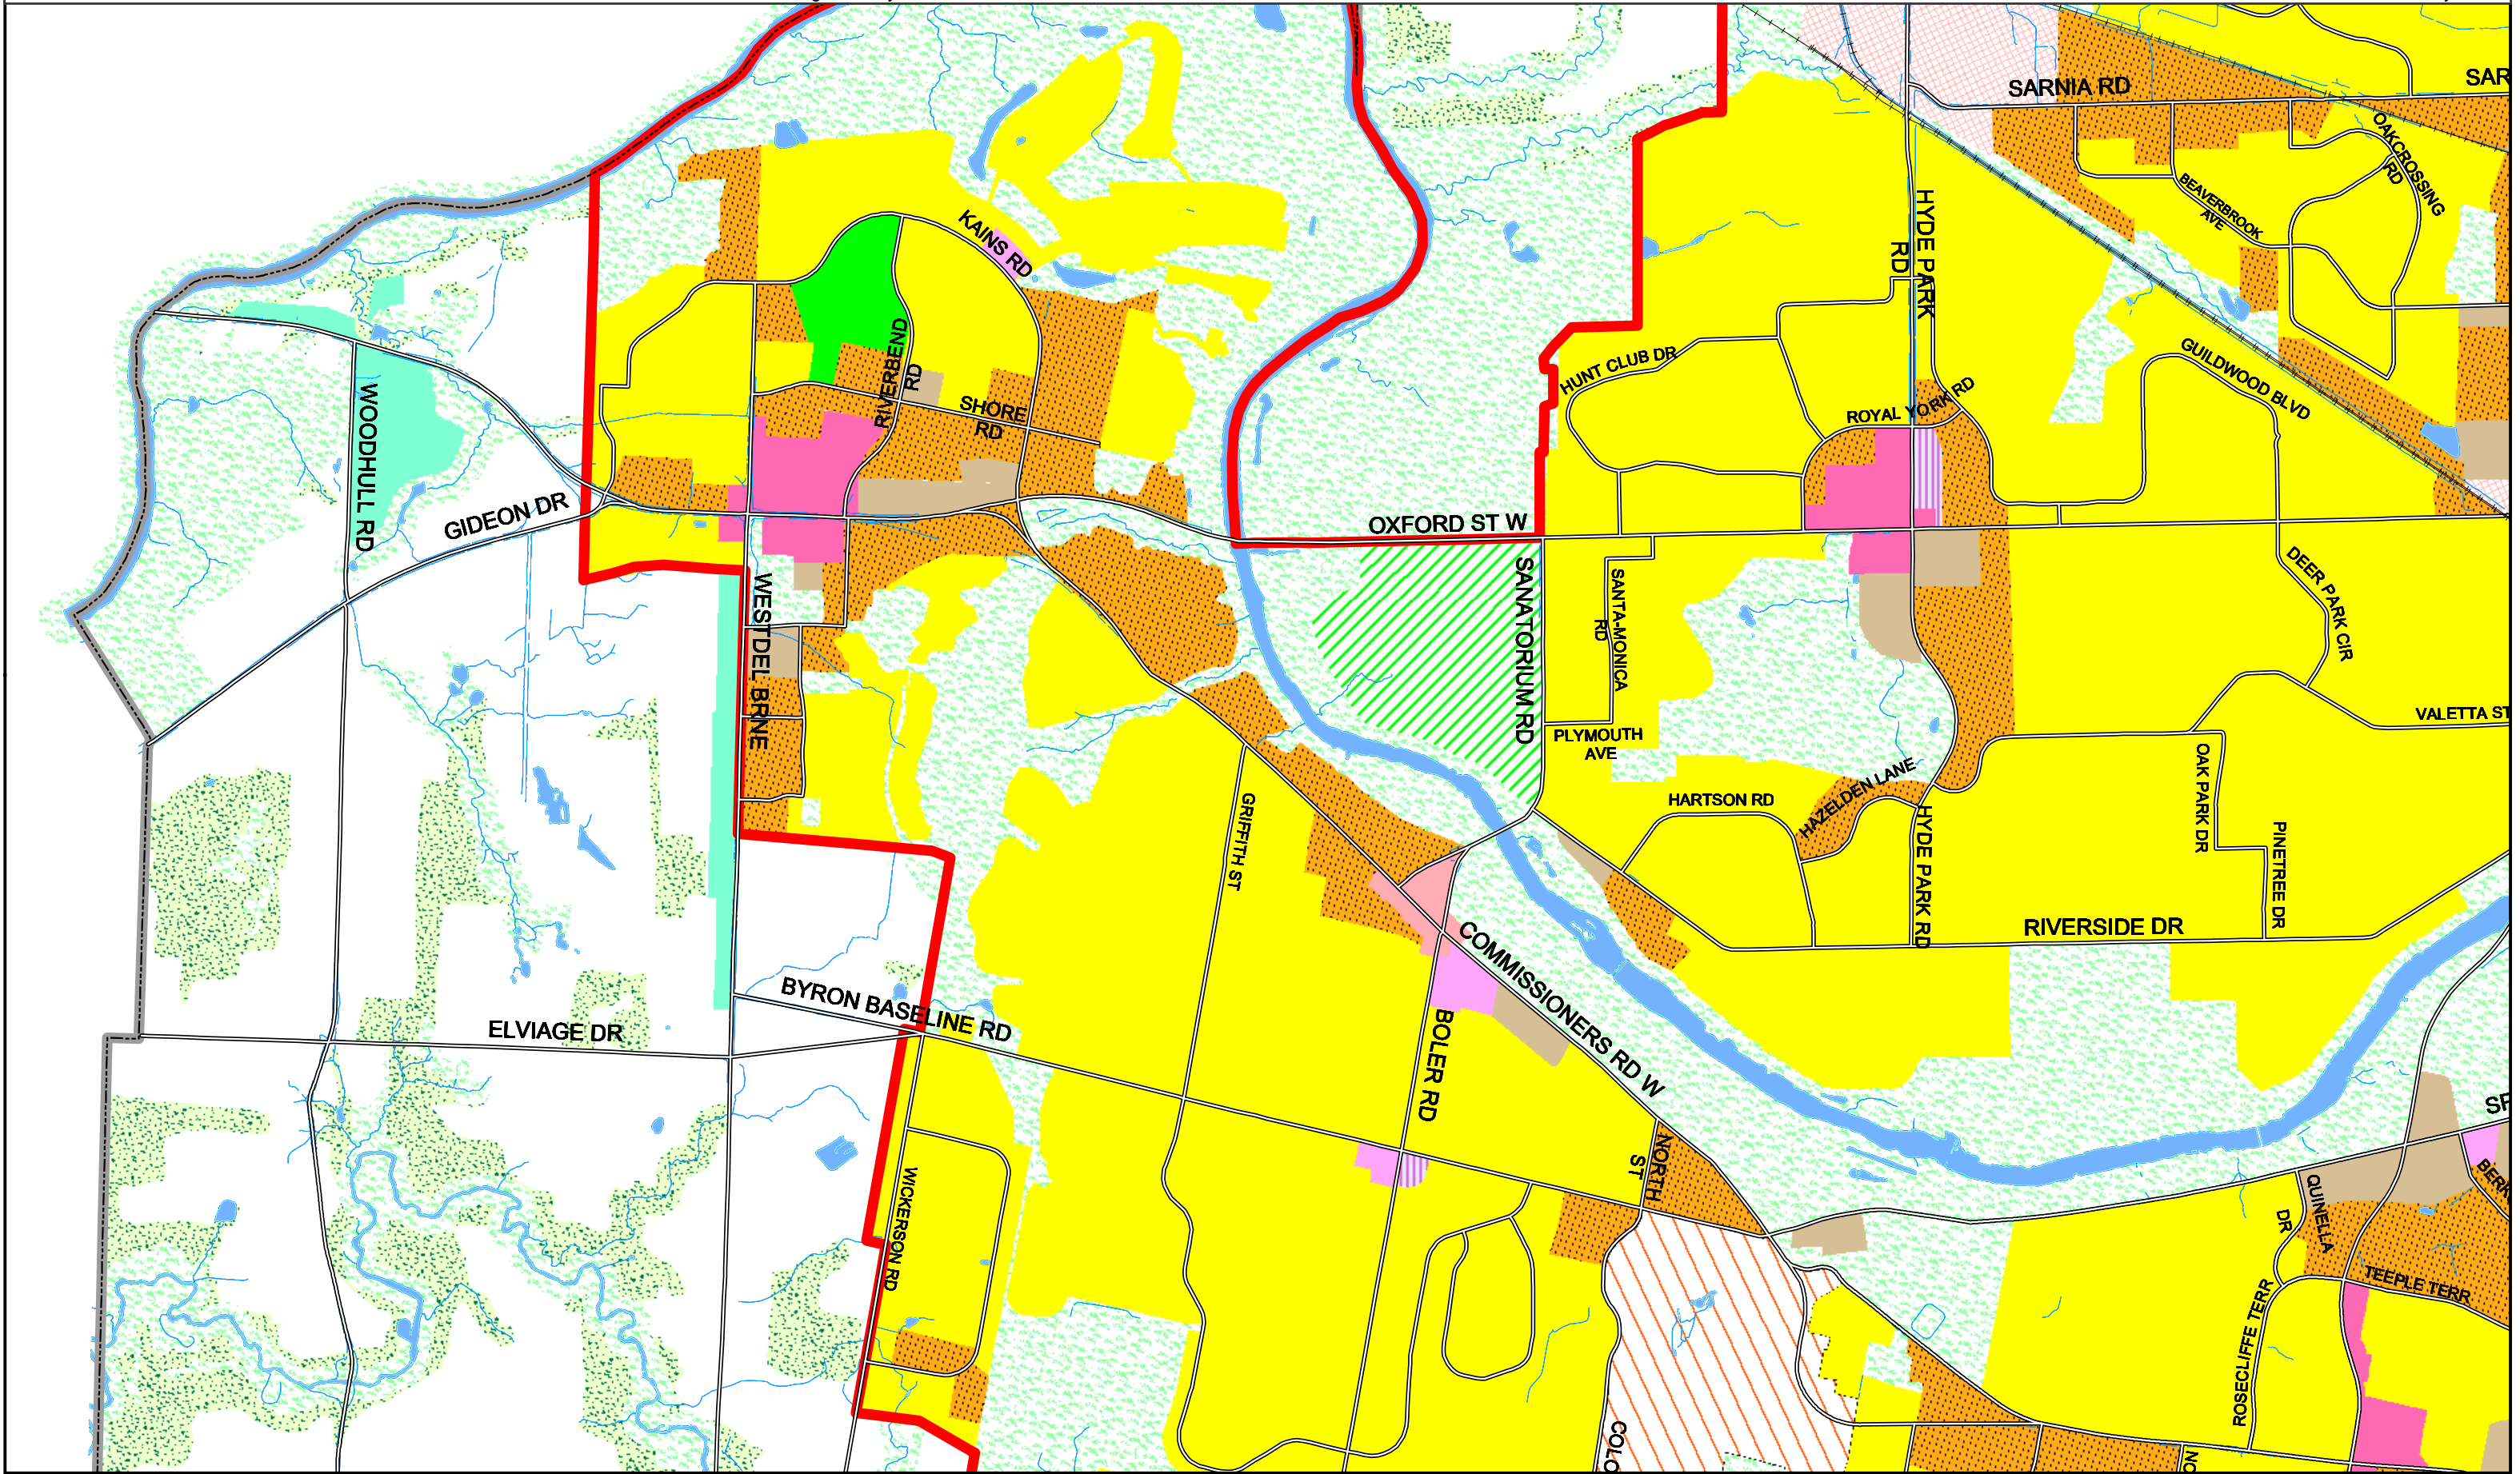 SARNIA RD
SAR
OAKCROSSING
RD
BEAVERBROOK
AVE
HYDE PARK
RD
KAINS RD
GUILDWOOD BLVD
RIVERBEND
RD
HUNT CLUB DR
ROYAL YORK RD
SHORE
RD
WOODHULL RD
GIDEON DR
OXFORD ST W
SANATORIUM RD
SANTA-MONICA
RD
DEER PARK CIR
WESTDEL BRNE
VALETTA ST
PLYMOUTH
AVE
OAK PARK DR
HARTSON RD
HAZELDEN LANE
HYDE PARK RD
PINETREE DR
GRIFFITH ST
RIVERSIDE DR
COMMISSIONERS RD W
BYRON BASELINE RD
ELVIAGE DR
BOLER RD
NORTH
ST
SP
BERK
QUINELLA
DR
WICKERSON RD
TEEPLE TERR
ROSECLIFFE TERR
COLO
NO